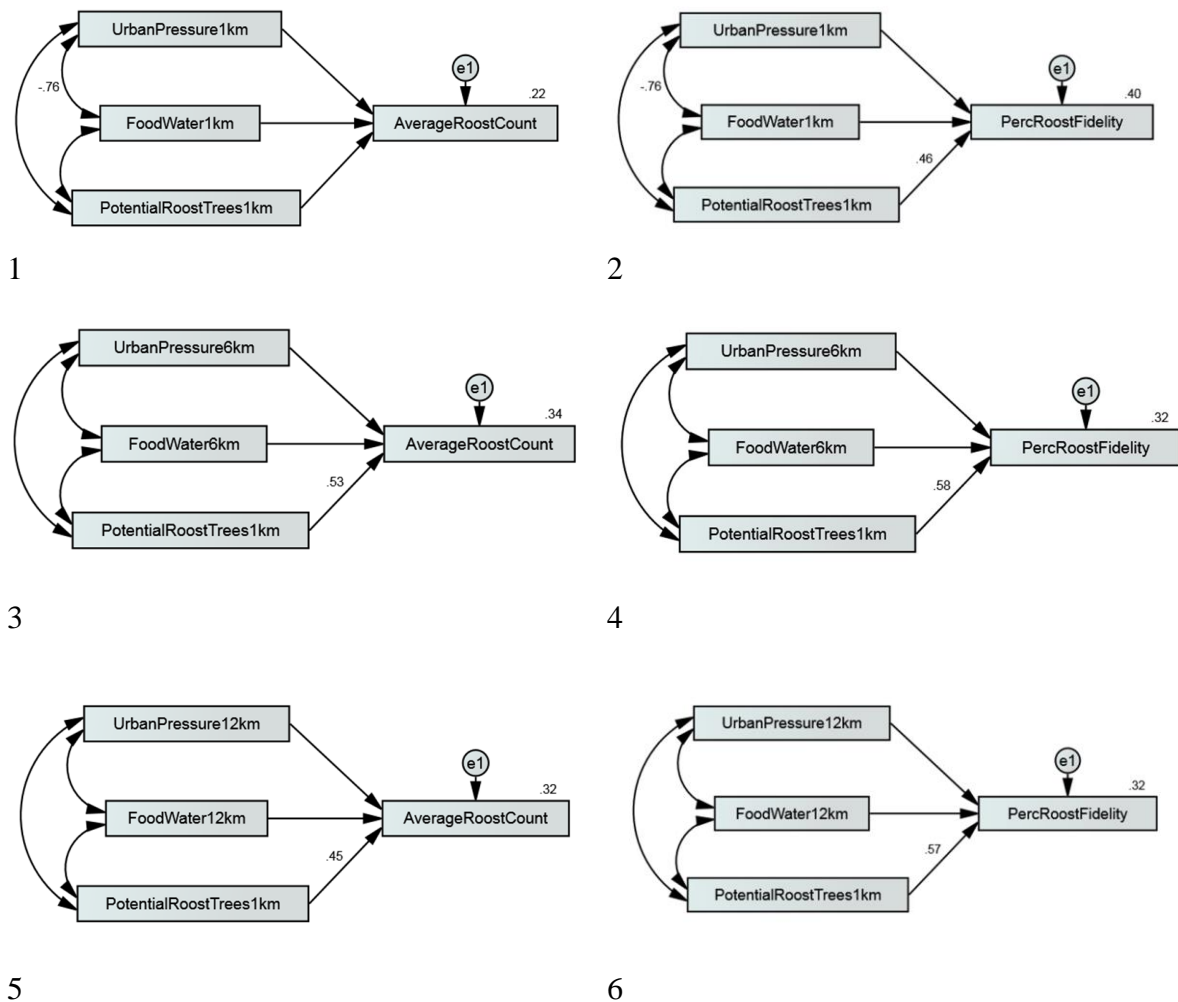 UrbanPressure1km
e1
-.76
.22
FoodWater1km
AverageRoostCount
PotentialRoostTrees1km
1
UrbanPressure1km
e1
-.76
.40
FoodWater1km
PercRoostFidelity
.46
PotentialRoostTrees1km
2
UrbanPressure6km
e1
.34
FoodWater6km
AverageRoostCount
.53
PotentialRoostTrees1km
3
UrbanPressure6km
e1
.32
FoodWater6km
PercRoostFidelity
.58
PotentialRoostTrees1km
4
UrbanPressure12km
e1
.32
FoodWater12km
AverageRoostCount
.45
PotentialRoostTrees1km
5
UrbanPressure12km
e1
.32
FoodWater12km
PercRoostFidelity
.57
PotentialRoostTrees1km
6